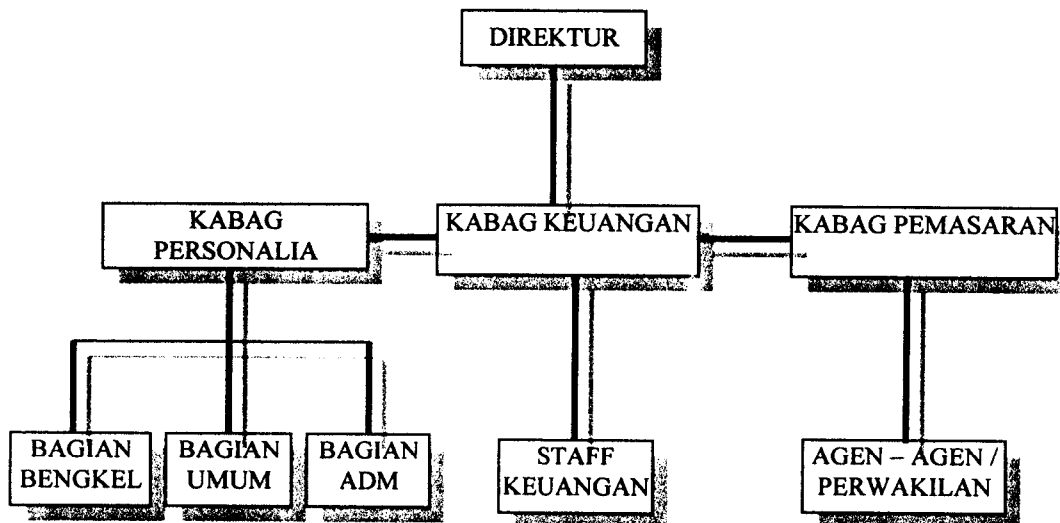 DIREKTUR
KABAG
PERSONALIA
KABAG KEUANGAN
KABAG PEMASARAN
BAGIAN
BENGKEL
BAGIAN
UMUM
BAGIAN
ADM
STAFF
KEUANGAN
AGEN – AGEN /
PERWAKILAN